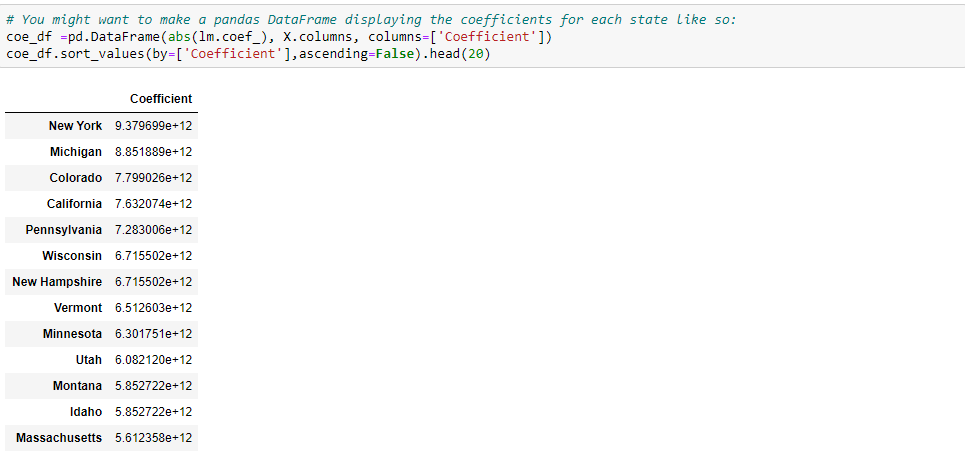 # You might want to make a pandas DataFrame displaying the coefficients for each state like so:
coe_df =pd.DataFrame(abs(lm.coef_), X.columns, columns=['Coefficient'])
coe_df.sort_values(by=['Coefficient'],ascending=False).head(20)
Coefficient
New York 9.379699e+12
Michigan 8.851889e+12
Colorado 7.799026e+12
California 7.632074e+12
Pennsylvania 7.283006e+12
Wisconsin 6.715502e+12
New Hampshire 6.715502e+12
Vermont 6.512603e+12
Minnesota 6.301751e+12
Utah 6.082120e+12
Montana 5.852722e+12
Idaho 5.852722e+12
Massachusetts 5.612358e+12